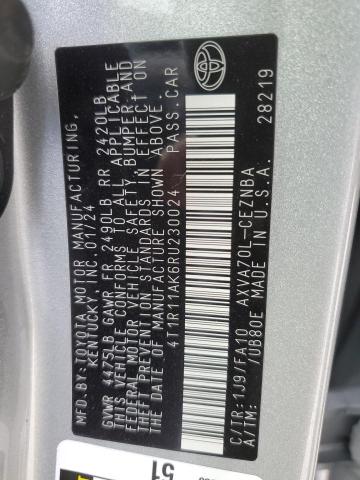 MFD.BY:TOYOTA MOTOR MANUFACTURING,
KENTUCKY, INC.01/24
GVWR 4475LB GAWR FR 2490LB RR 2420LB
THIS VEHICLE CONFORMS TO ALL APPLICABLE
FEDERAL MOTOR VEHICLE SAFETY, BUMPER,AND
THEFT PREVENTION STANDARDS IN EFFECT ON
THE DATE OF MANUFACTURE SHOWN ABOVE.
4T1R11AK6RU230024 PASS.CAR
C/TR:1J9/FA10 AXVA70L-CEZNBA
A/TM: /UB80E MADE IN U.S.A. 28219
51